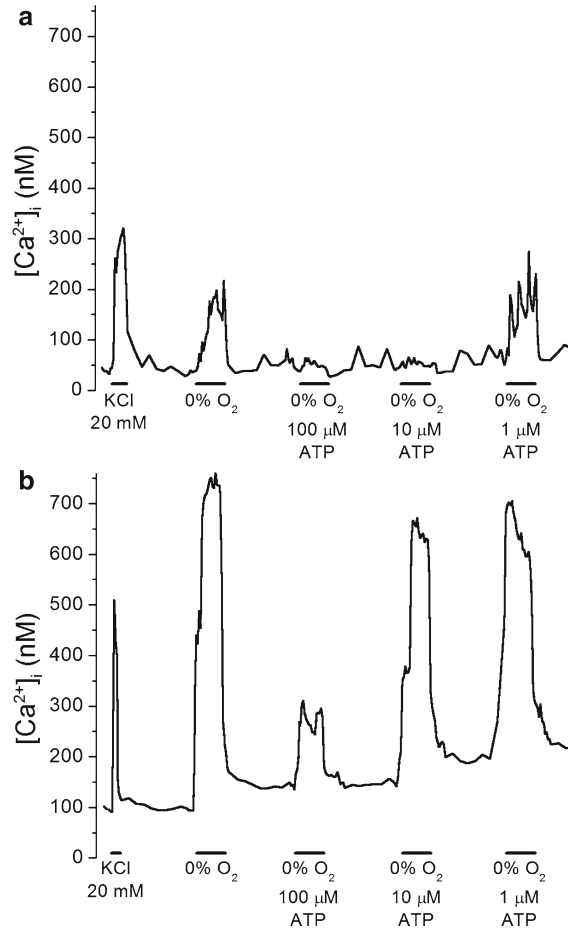 a
700
600
500
400
300
200
100
0
[Ca²⁺]ᵢ (nM)
KCl 0% O₂ 0% O₂ 0% O₂ 0% O₂
20 mM 100 μM 10 μM 1 μM
ATP ATP ATP
b
700
600
500
400
300
200
100
0
[Ca²⁺]ᵢ (nM)
KCl 0% O₂ 0% O₂ 0% O₂ 0% O₂
20 mM 100 μM 10 μM 1 μM
ATP ATP ATP